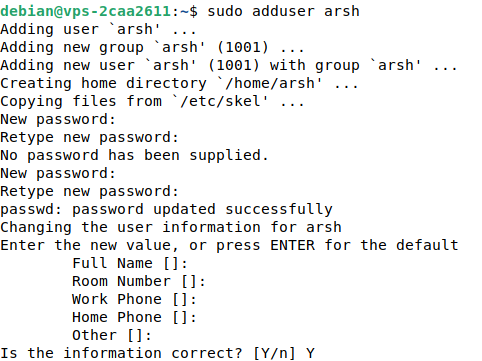 debian@vps-2caa2611:~$ sudo adduser arsh
Adding user `arsh' ...
Adding new group `arsh' (1001) ...
Adding new user `arsh' (1001) with group `arsh' ...
Creating home directory `/home/arsh' ...
Copying files from `/etc/skel' ...
New password:
Retype new password:
No password has been supplied.
New password:
Retype new password:
passwd: password updated successfully
Changing the user information for arsh
Enter the new value, or press ENTER for the default
        Full Name []:
        Room Number []:
        Work Phone []:
        Home Phone []:
        Other []:
Is the information correct? [Y/n] Y